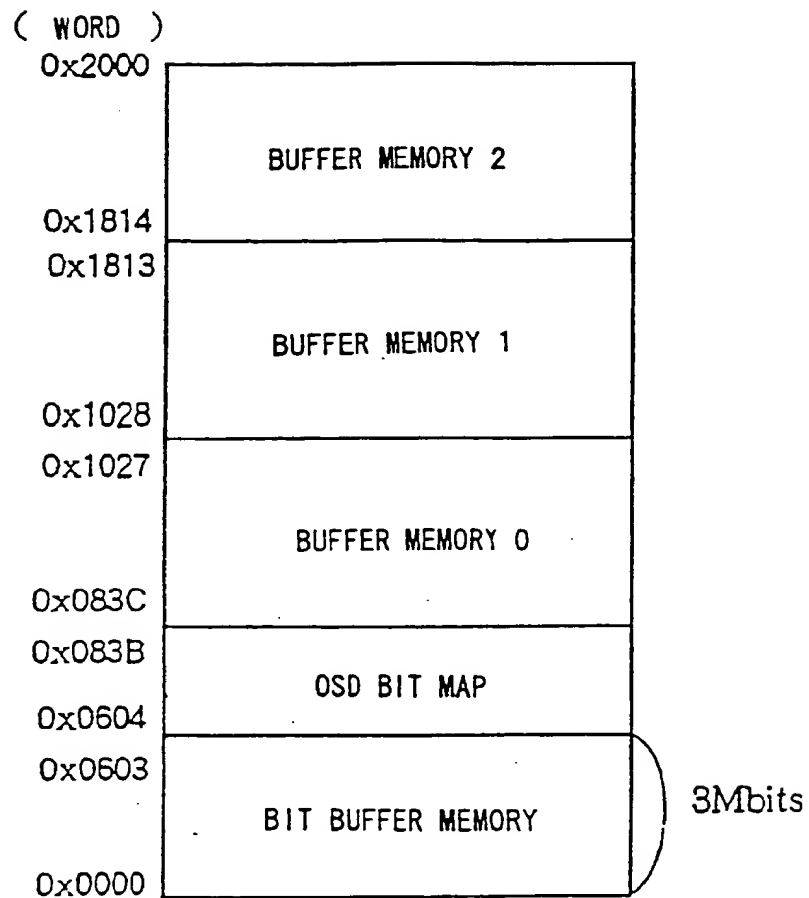 ( WORD )
0x2000
BUFFER MEMORY 2
0x1814
0x1813
BUFFER MEMORY 1
0x1028
0x1027
BUFFER MEMORY 0
0x083C
0x083B
OSD BIT MAP
0x0604
0x0603
3Mbits
BIT BUFFER MEMORY
0x0000